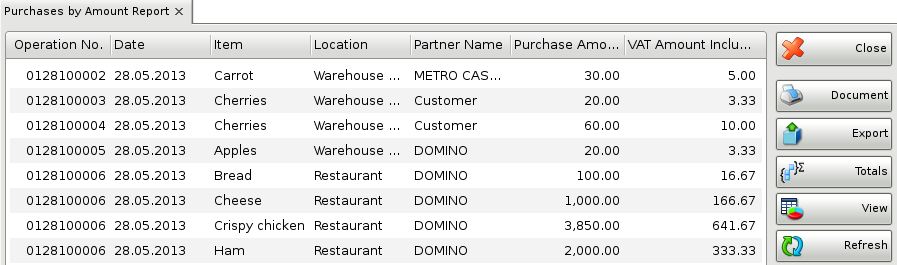 Purchases by Amount Report ×
Operation No. Date Item Location Partner Name Purchase Amo... VAT Amount Inclu...
0128100002 28.05.2013 Carrot Warehouse ... METRO CAS... 30.00 5.00
0128100003 28.05.2013 Cherries Warehouse ... Customer 20.00 3.33
0128100004 28.05.2013 Cherries Warehouse ... Customer 60.00 10.00
0128100005 28.05.2013 Apples Warehouse ... DOMINO 20.00 3.33
0128100006 28.05.2013 Bread Restaurant DOMINO 100.00 16.67
0128100006 28.05.2013 Cheese Restaurant DOMINO 1,000.00 166.67
0128100006 28.05.2013 Crispy chicken Restaurant DOMINO 3,850.00 641.67
0128100006 28.05.2013 Ham Restaurant DOMINO 2,000.00 333.33
Close
Document
Export
Totals
View
Refresh